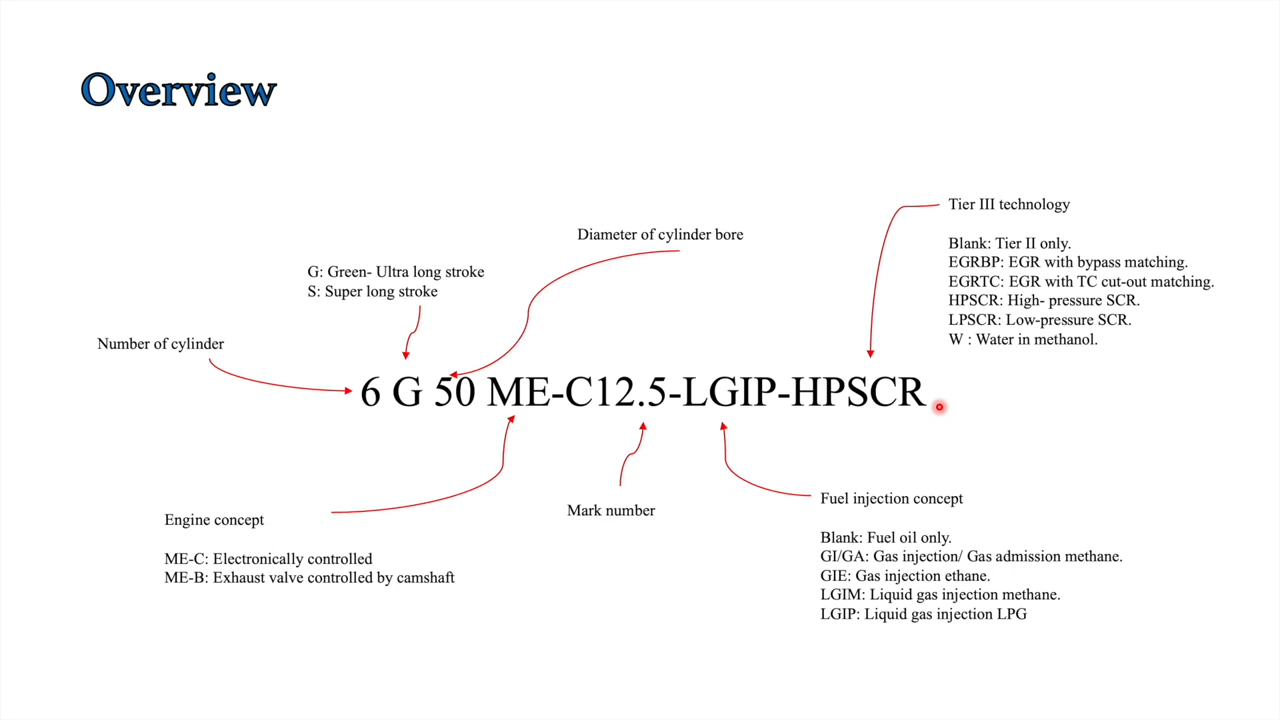 Overview
Tier III technology
Blank: Tier II only.
EGRBP: EGR with bypass matching.
EGRTC: EGR with TC cut-out matching.
HPSCR: High- pressure SCR.
LPSCR: Low-pressure SCR.
W : Water in methanol.
Diameter of cylinder bore
G: Green- Ultra long stroke
S: Super long stroke
Number of cylinder
6 G 50 ME-C12.5-LGIP-HPSCR
Engine concept
ME-C: Electronically controlled
ME-B: Exhaust valve controlled by camshaft
Mark number
Fuel injection concept
Blank: Fuel oil only.
GI/GA: Gas injection/ Gas admission methane.
GIE: Gas injection ethane.
LGIM: Liquid gas injection methane.
LGIP: Liquid gas injection LPG